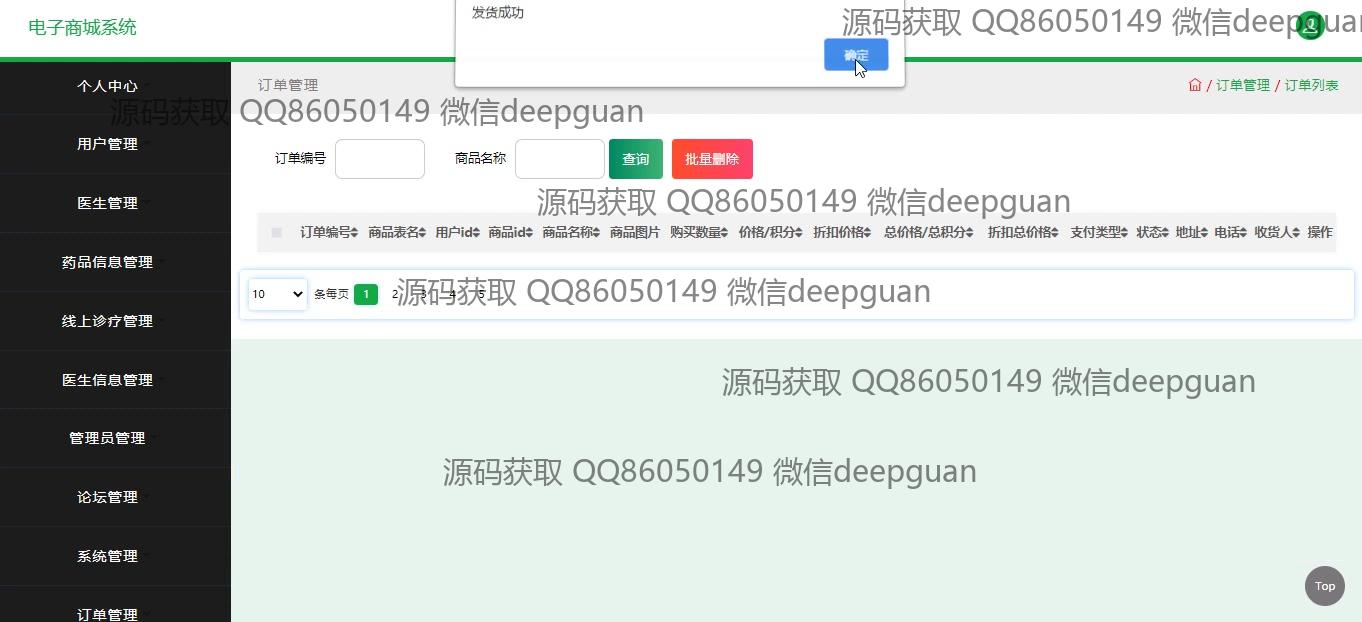 电子商城系统
发货成功
确定
源码获取 QQ86050149 微信deepguan
个人中心
订单管理
/ 订单管理 / 订单列表
源码获取 QQ86050149 微信deepguan
用户管理
订单编号
商品名称
查询
批量删除
医生管理
源码获取 QQ86050149 微信deepguan
订单编号 商品表名 用户id 商品id 商品名称 商品图片 购买数量 价格/积分 折扣价格 总价格/总积分 折扣总价格 支付类型 状态 地址 电话 收货人 操作
药品信息管理
10 条每页 1 2 3 4 5
源码获取 QQ86050149 微信deepguan
线上诊疗管理
医生信息管理
源码获取 QQ86050149 微信deepguan
管理员管理
源码获取 QQ86050149 微信deepguan
论坛管理
系统管理
Top
订单管理